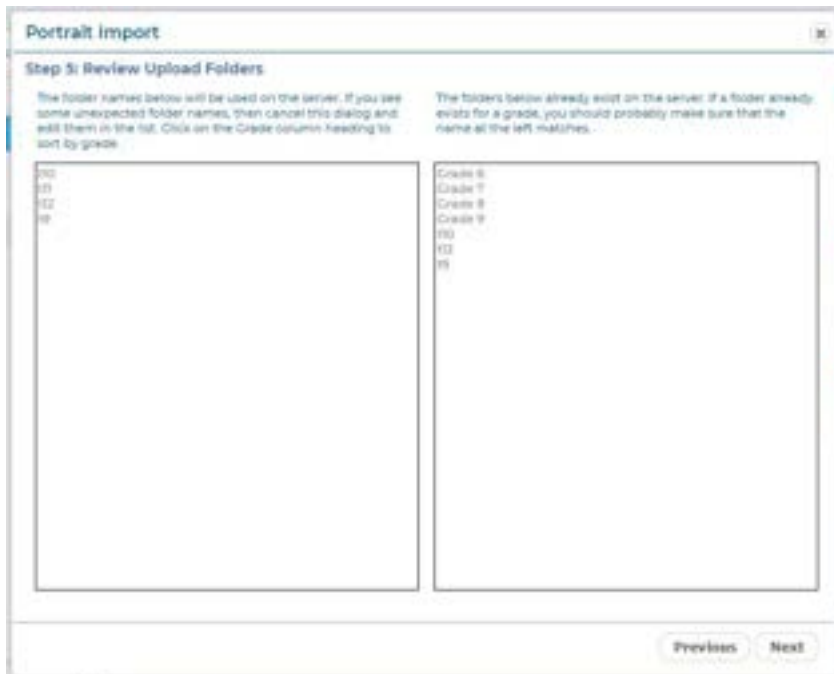 Portrait Import
Step 5: Review Upload Folders
The folder names below will be used on the server. If you see
some unexpected folder names, then cancel this dialog and
edit them in the list. Click on the Grade column heading to
sort by grade
The folders below already exist on the server. If a folder already
exists for a grade, you should probably make sure that the
name at the left matches.
Grade 6
Grade 7
Grade 8
Grade 9
Previous
Next